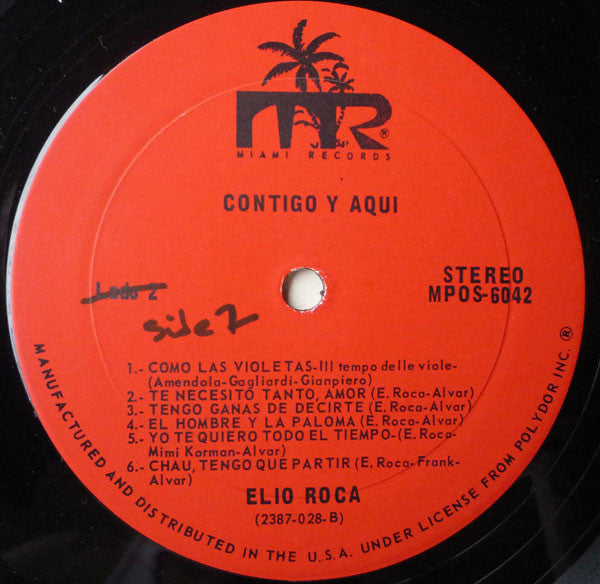 MR®
MIAMI RECORDS
CONTIGO Y AQUI
Lado 2
Side 2
STEREO
MPOS-6042
1.- COMO LAS VIOLETAS-III tempo delle viole-
(Amendola-Gagliardi-Gianpiero)
2.- TE NECESITO TANTO, AMOR (E. Roca-Alvar)
3.- TENGO GANAS DE DECIRTE (E. Roca-Alvar)
4.- EL HOMBRE Y LA PALOMA (E. Roca-Alvar)
5.- YO TE QUIERO TODO EL TIEMPO-(E. Roca-
Mimi Korman-Alvar)
6.- CHAU, TENGO QUE PARTIR (E. Roca-Frank-
Alvar)
ELIO ROCA
(2387-028-B)
MANUFACTURED AND DISTRIBUTED IN THE U.S.A. UNDER LICENSE FROM POLYDOR INC. ®